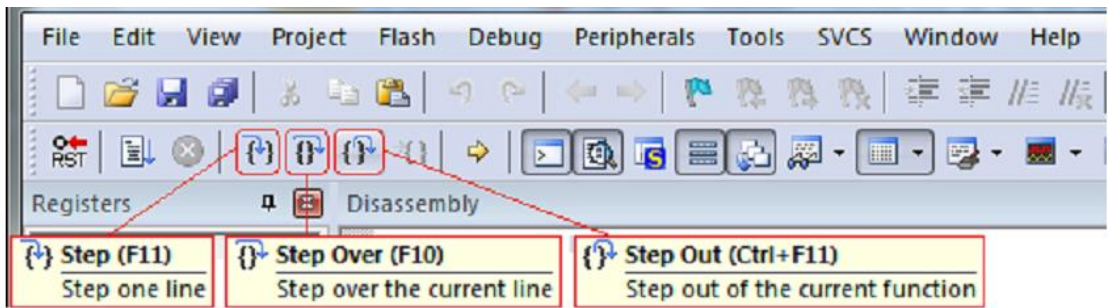 File Edit View Project Flash Debug Peripherals Tools SVCS Window Help
RST
Registers Disassembly
{} Step (F11)
Step one line
{} Step Over (F10)
Step over the current line
{} Step Out (Ctrl+F11)
Step out of the current function